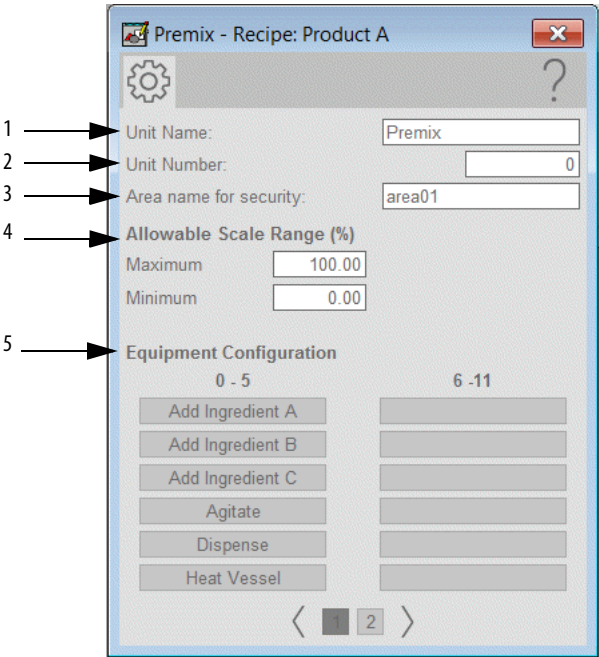 Premix - Recipe: Product A
?
1 Unit Name: Premix
2 Unit Number: 0
3 Area name for security: area01
4 Allowable Scale Range (%)
Maximum 100.00
Minimum 0.00
5 Equipment Configuration
0 - 5 6 -11
Add Ingredient A
Add Ingredient B
Add Ingredient C
Agitate
Dispense
Heat Vessel
1 2